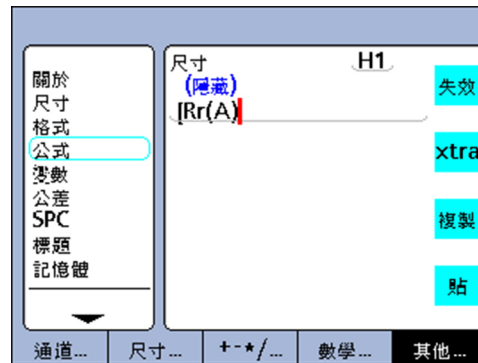 關於
尺寸
格式
公式
變數
公差
SPC
標題
記憶體
尺寸 H1
(隱藏)
[Rr(A)
失效
xtra
複製
貼
通道...
尺寸...
+-*/...
數學...
其他...